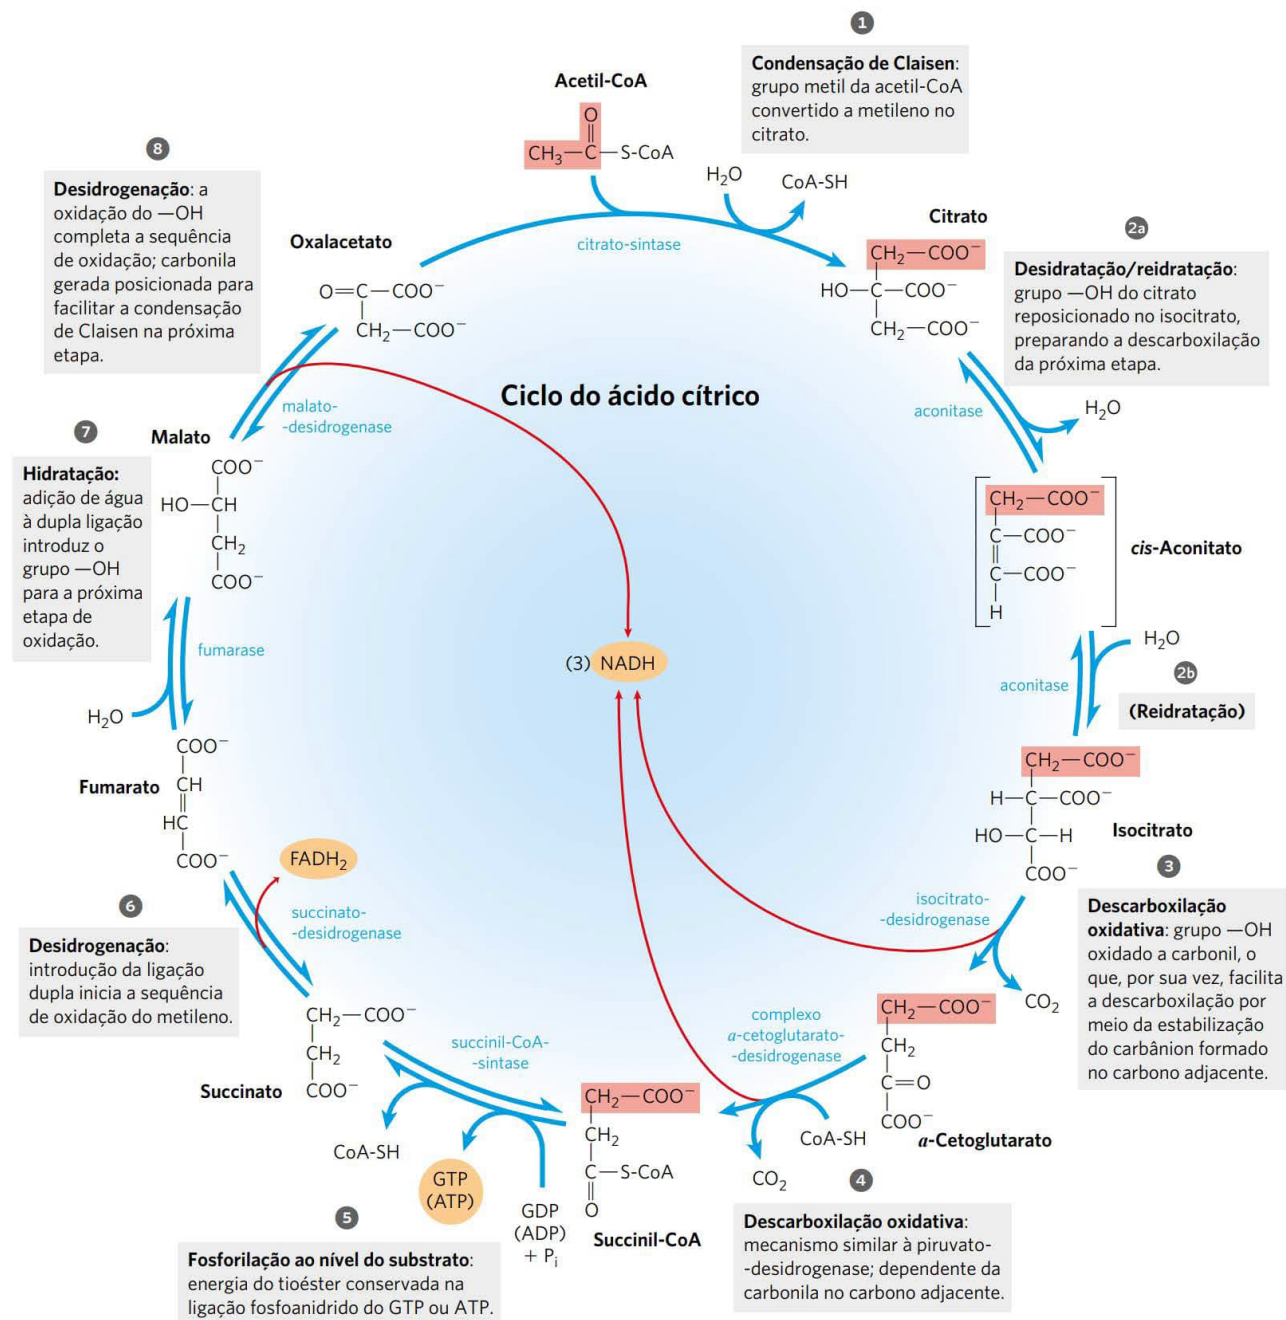 1
Condensação de Claisen:
grupo metil da acetil-CoA
convertido a metileno no
citrato.
Acetil-CoA
O
CH₃—C—S-CoA
H₂O
CoA-SH
citrato-sintase
8
Desidrogenação: a
oxidação do —OH
completa a sequência
de oxidação; carbonila
gerada posicionada para
facilitar a condensação
de Claisen na próxima
etapa.
Oxalacetato
O=C—COO⁻
CH₂—COO⁻
Citrato
CH₂—COO⁻
HO—C—COO⁻
CH₂—COO⁻
2a
Desidratação/reidratação:
grupo —OH do citrato
reposicionado no isocitrato,
preparando a descarboxilação
da próxima etapa.
Ciclo do ácido cítrico
aconitase
H₂O
malato-
-desidrogenase
7
Malato
COO⁻
HO—CH
CH₂
COO⁻
Hidratação:
adição de água
à dupla ligação
introduz o
grupo —OH
para a próxima
etapa de
oxidação.
CH₂—COO⁻
C—COO⁻
C—COO⁻
H
cis-Aconitato
fumarase
H₂O
(3) NADH
H₂O
aconitase
2b
(Reidratação)
Fumarato
COO⁻
CH
HC
COO⁻
CH₂—COO⁻
H—C—COO⁻
HO—C—H
COO⁻
Isocitrato
FADH₂
3
Descarboxilação
oxidativa: grupo —OH
oxidado a carbonil, o
que, por sua vez, facilita
a descarboxilação por
meio da estabilização
do carbânion formado
no carbono adjacente.
isocitrato-
-desidrogenase
CO₂
6
Desidrogenação:
introdução da ligação
dupla inicia a sequência
de oxidação do metileno.
succinato-
-desidrogenase
CH₂—COO⁻
CH₂
COO⁻
Succinato
succinil-CoA-
-sintase
complexo
α-cetoglutarato-
-desidrogenase
CH₂—COO⁻
CH₂
C=O
COO⁻
α-Cetoglutarato
CoA-SH
CO₂
CH₂—COO⁻
CH₂
C—S-CoA
O
Succinil-CoA
CoA-SH
GTP
(ATP)
GDP
(ADP)
+ Pᵢ
5
Fosforilação ao nível do substrato:
energia do tioéster conservada na
ligação fosfoanidrido do GTP ou ATP.
4
Descarboxilação oxidativa:
mecanismo similar à piruvato-
-desidrogenase; dependente da
carbonila no carbono adjacente.